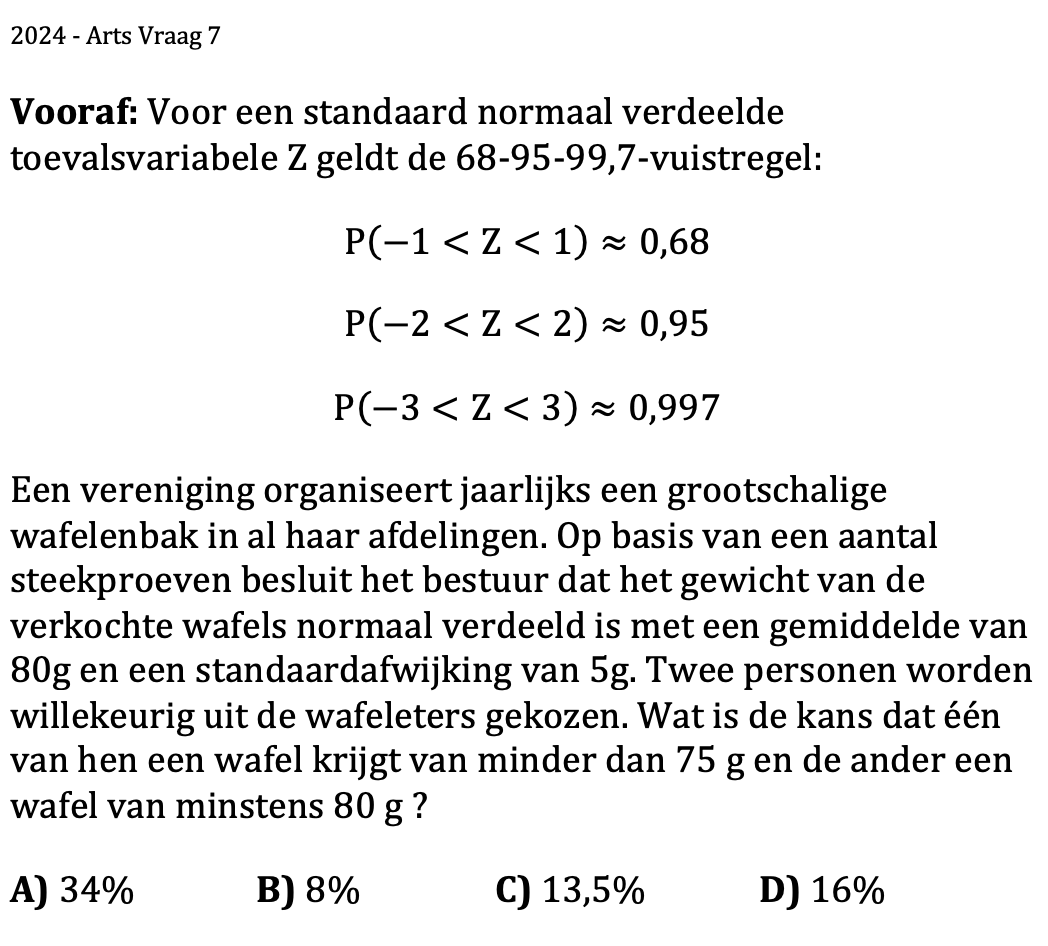 2024 - Arts Vraag 7
Vooraf: Voor een standaard normaal verdeelde
toevalsvariabele Z geldt de 68-95-99,7-vuistregel:
P(−1 < Z < 1) ≈ 0,68
P(−2 < Z < 2) ≈ 0,95
P(−3 < Z < 3) ≈ 0,997
Een vereniging organiseert jaarlijks een grootschalige
wafelenbak in al haar afdelingen. Op basis van een aantal
steekproeven besluit het bestuur dat het gewicht van de
verkochte wafels normaal verdeeld is met een gemiddelde van
80g en een standaardafwijking van 5g. Twee personen worden
willekeurig uit de wafeleters gekozen. Wat is de kans dat één
van hen een wafel krijgt van minder dan 75 g en de ander een
wafel van minstens 80 g ?
A) 34% B) 8% C) 13,5% D) 16%